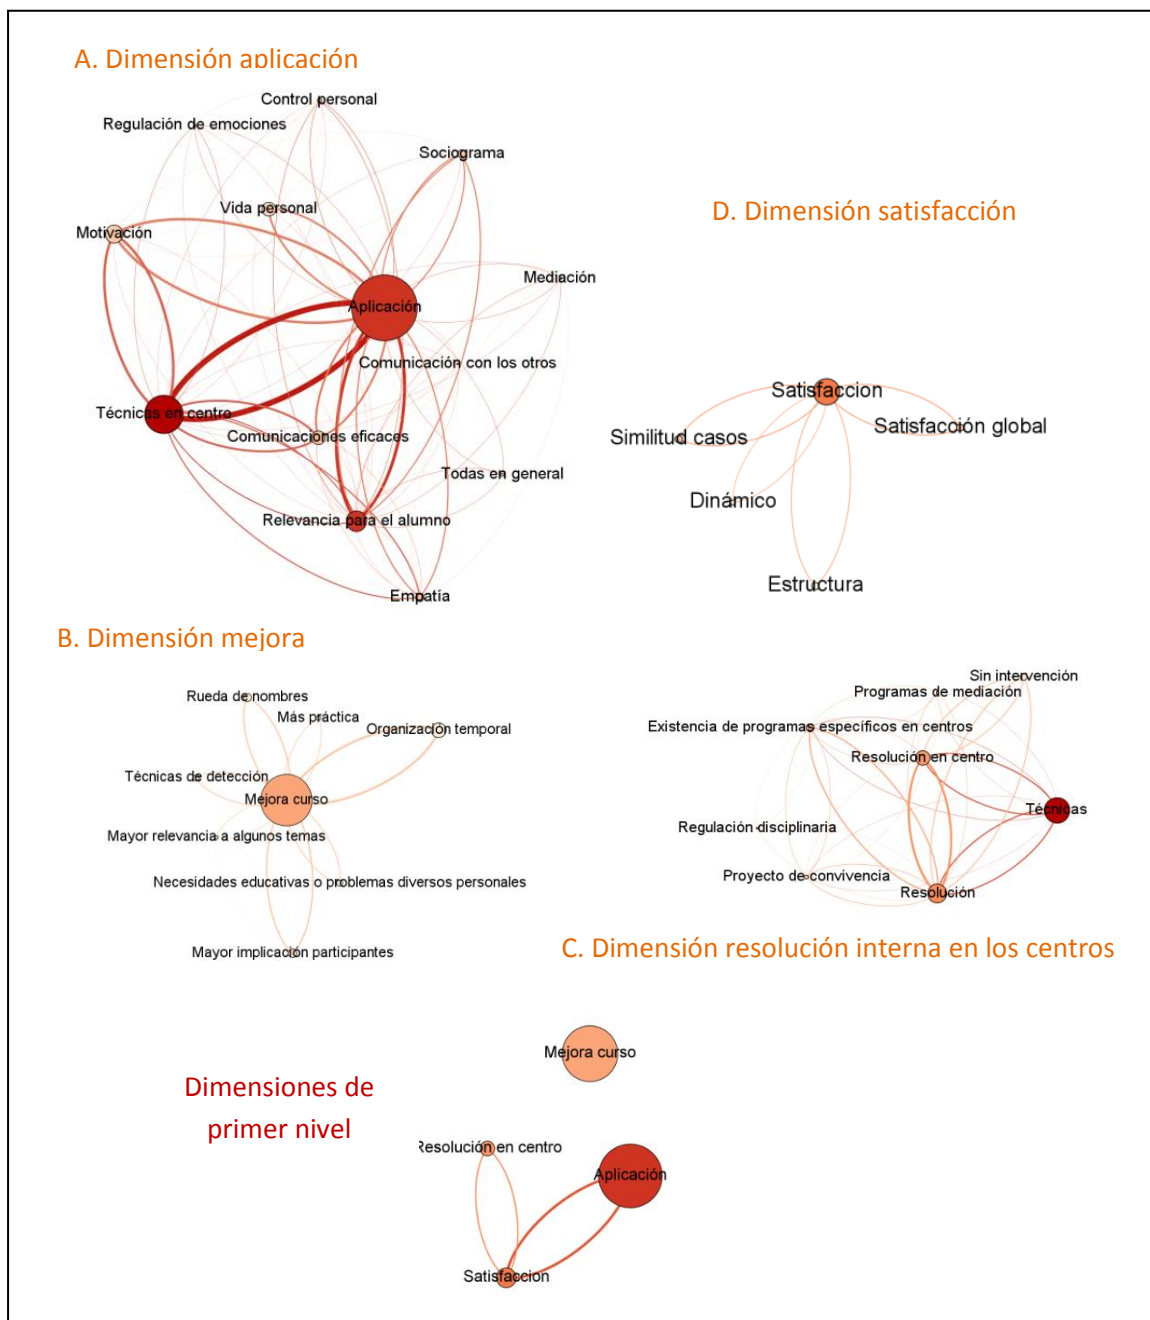 A. Dimensión aplicación
Control personal
Regulación de emociones
Sociograma
Vida personal
Motivación
Mediación
Aplicación
Comunicación con los otros
Técnicas en centro
Comunicaciones eficaces
Todas en general
Relevancia para el alumno
Empatía
D. Dimensión satisfacción
Satisfaccion
Satisfacción global
Similitud casos
Dinámico
Estructura
B. Dimensión mejora
Rueda de nombres
Más práctica
Organización temporal
Técnicas de detección
Mejora curso
Mayor relevancia a algunos temas
Necesidades educativas o problemas diversos personales
Mayor implicación participantes
Sin intervención
Programas de mediación
Existencia de programas específicos en centros
Resolución en centro
Técnicas
Regulación disciplinaria
Proyecto de convivencia
Resolución
C. Dimensión resolución interna en los centros
Mejora curso
Dimensiones de
primer nivel
Resolución en centro
Aplicación
Satisfaccion